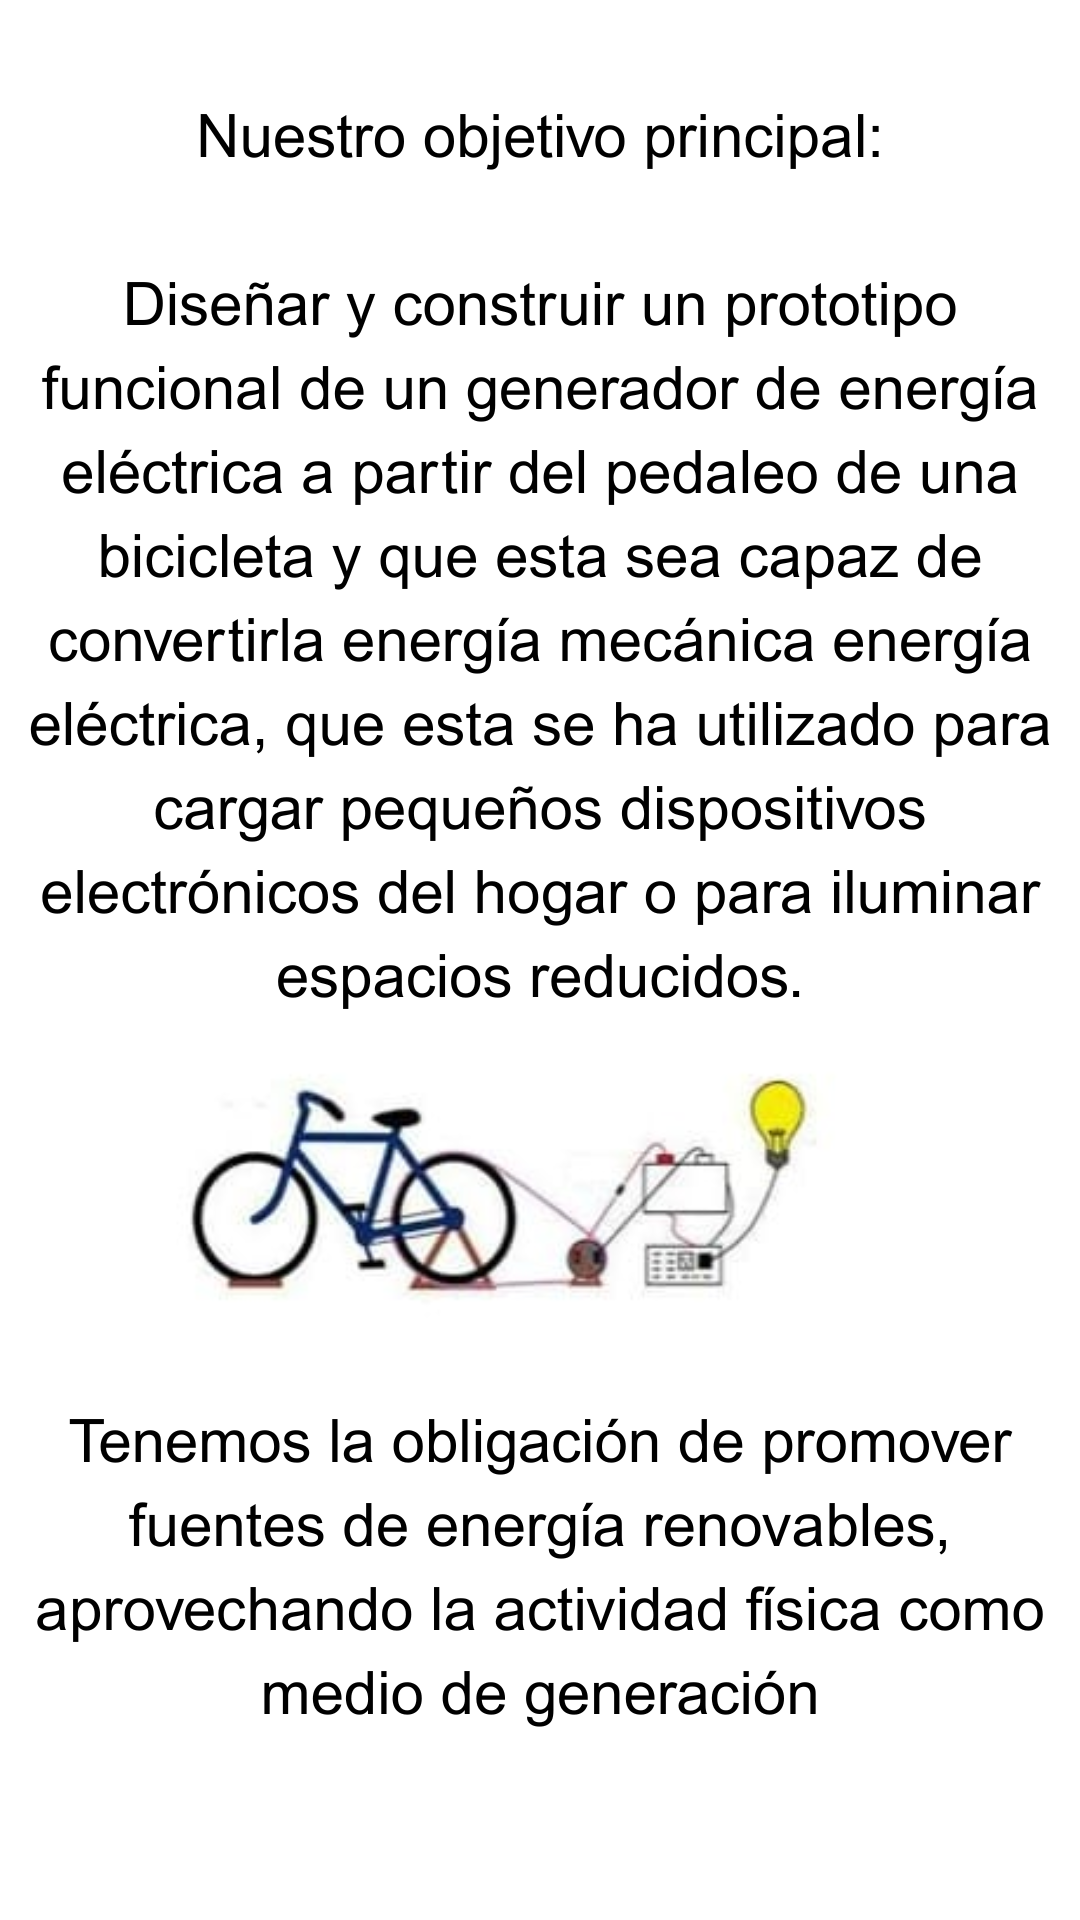 Nuestro objetivo principal:
Diseñar y construir un prototipo
funcional de un generador de energía
eléctrica a partir del pedaleo de una
bicicleta y que esta sea capaz de
convertirla energía mecánica energía
eléctrica, que esta se ha utilizado para
cargar pequeños dispositivos
electrónicos del hogar o para iluminar
espacios reducidos.
Tenemos la obligación de promover
fuentes de energía renovables,
aprovechando la actividad física como
medio de generación